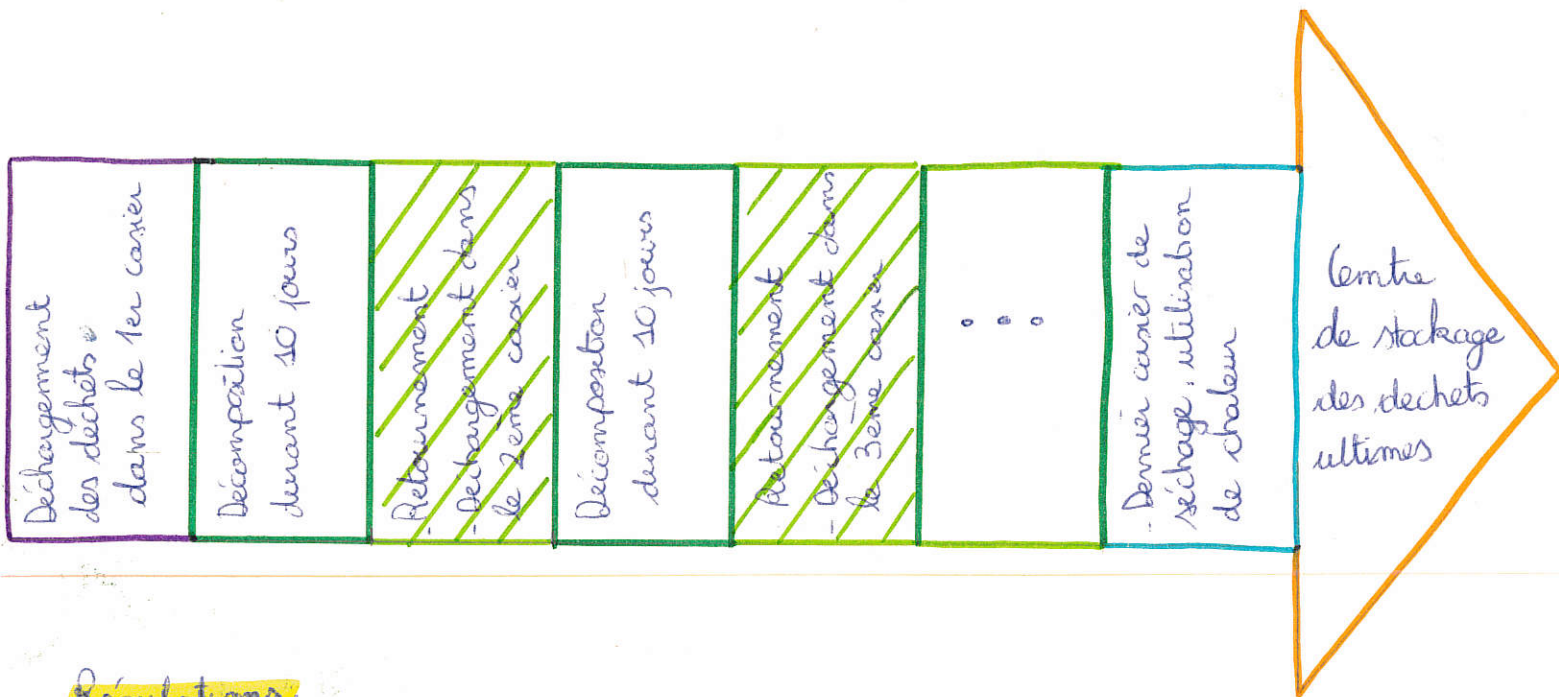 Déchargement
des déchets
dans le 1er casier
Décomposition
durant 10 jours
- Retournement
- Déchargement dans
le 2ème casier
Décomposition
durant 10 jours
- Retournement
- Déchargement dans
le 3ème casier
...
- Dernier casier de
séchage : utilisation
de chaleur
Centre
de stockage
des dechets
ultimes